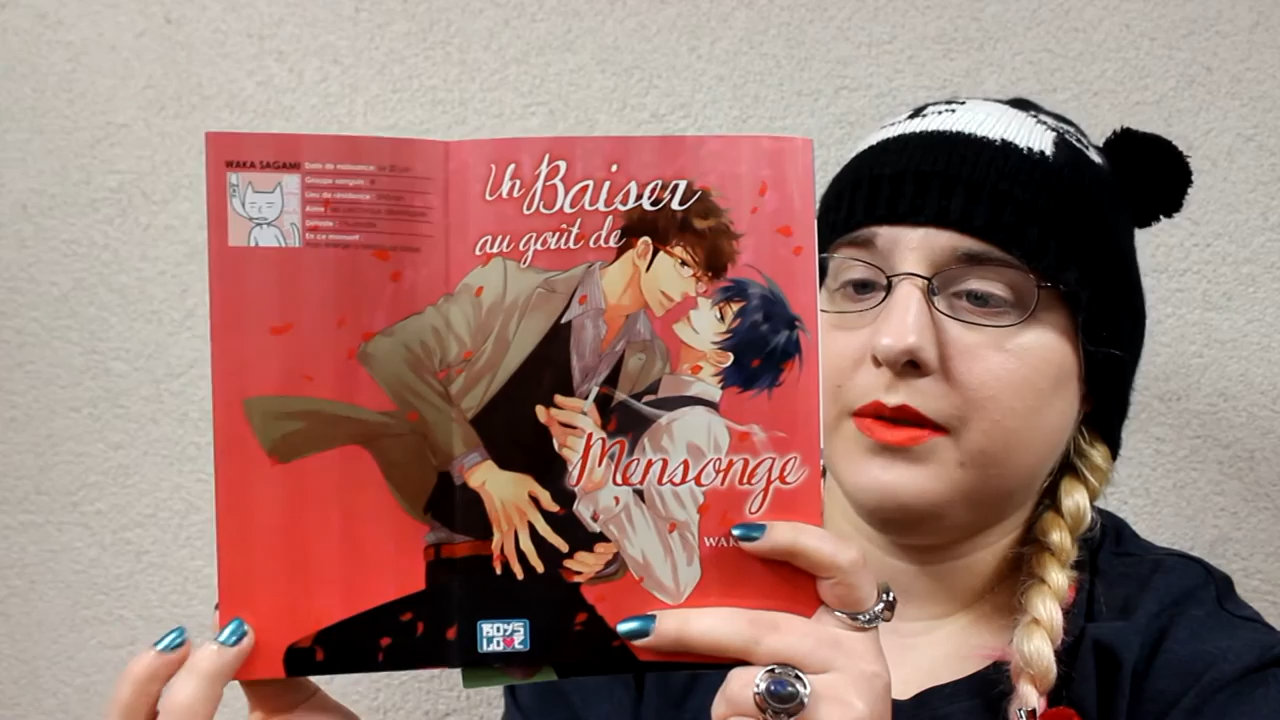 WAKA SAGAMI
Date de naissance
Groupe sanguin
Lieu de résidence
Aime
Déteste
En ce moment
Un Baiser
au goût de
Mensonge
BOYS
LOVE